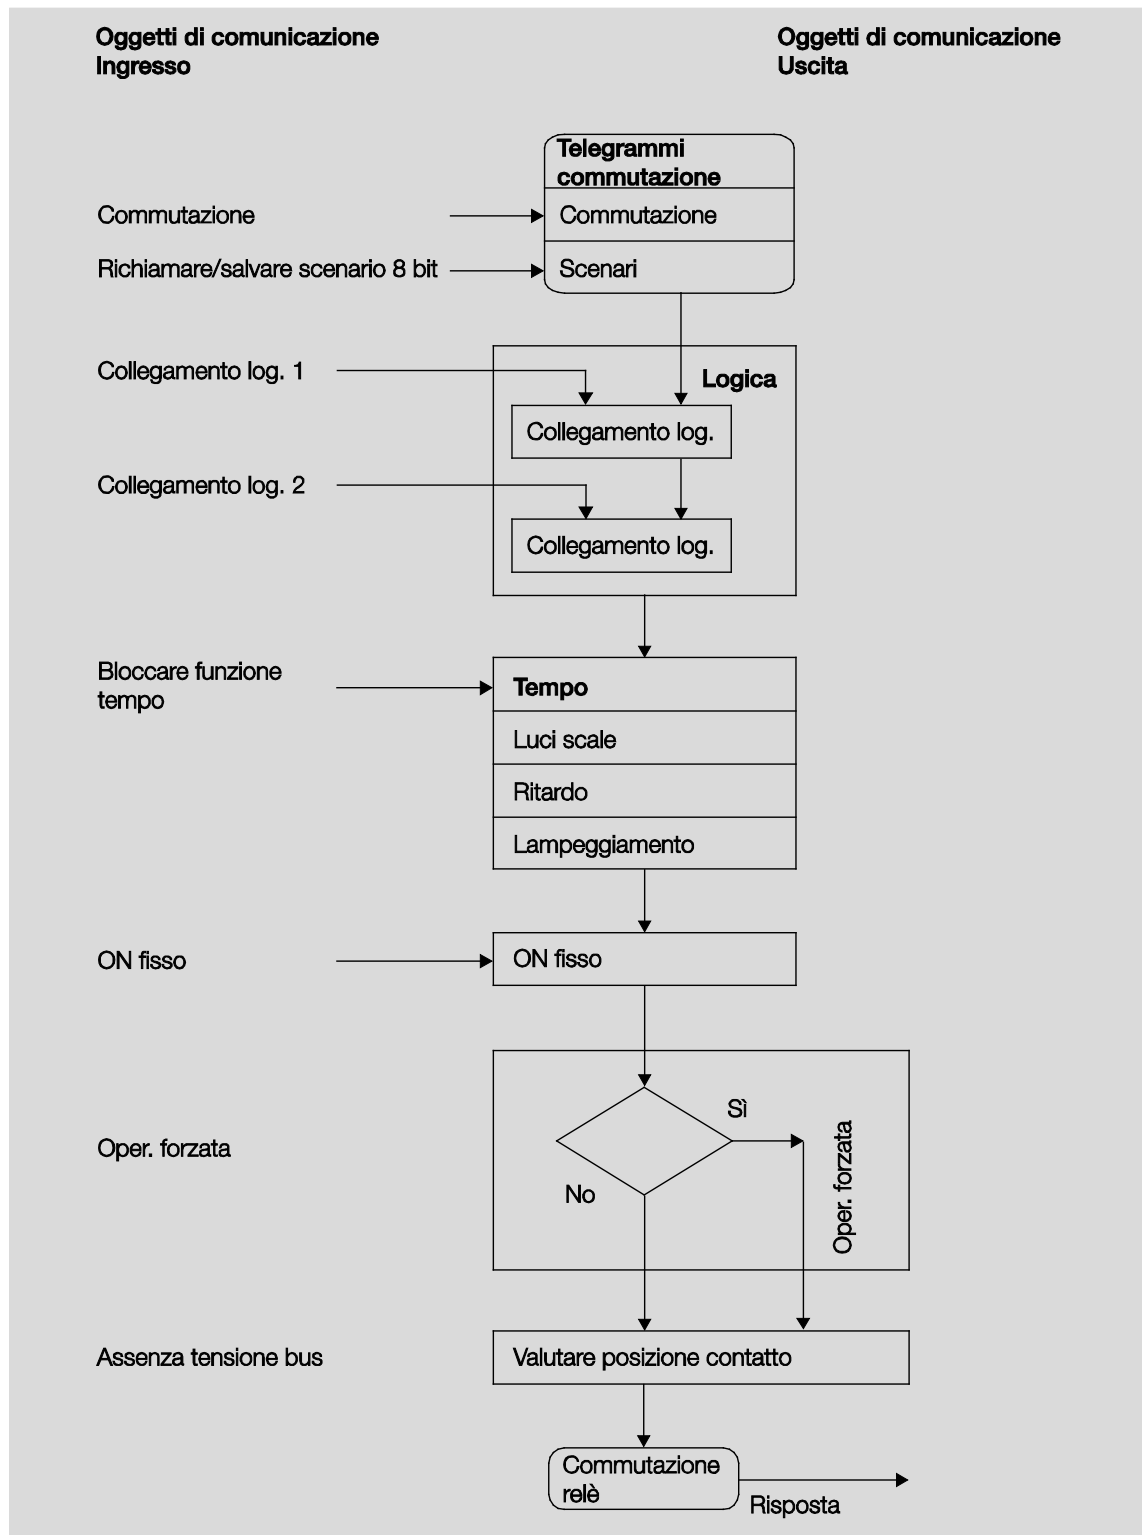 Oggetti di comunicazione
Ingresso
Oggetti di comunicazione
Uscita
Telegrammi
commutazione
Commutazione
Commutazione
Richiamare/salvare scenario 8 bit
Scenari
Collegamento log. 1
Logica
Collegamento log.
Collegamento log. 2
Collegamento log.
Bloccare funzione
tempo
Tempo
Luci scale
Ritardo
Lampeggiamento
ON fisso
ON fisso
Sì
Oper. forzata
Oper. forzata
No
Assenza tensione bus
Valutare posizione contatto
Commutazione
relè
Risposta